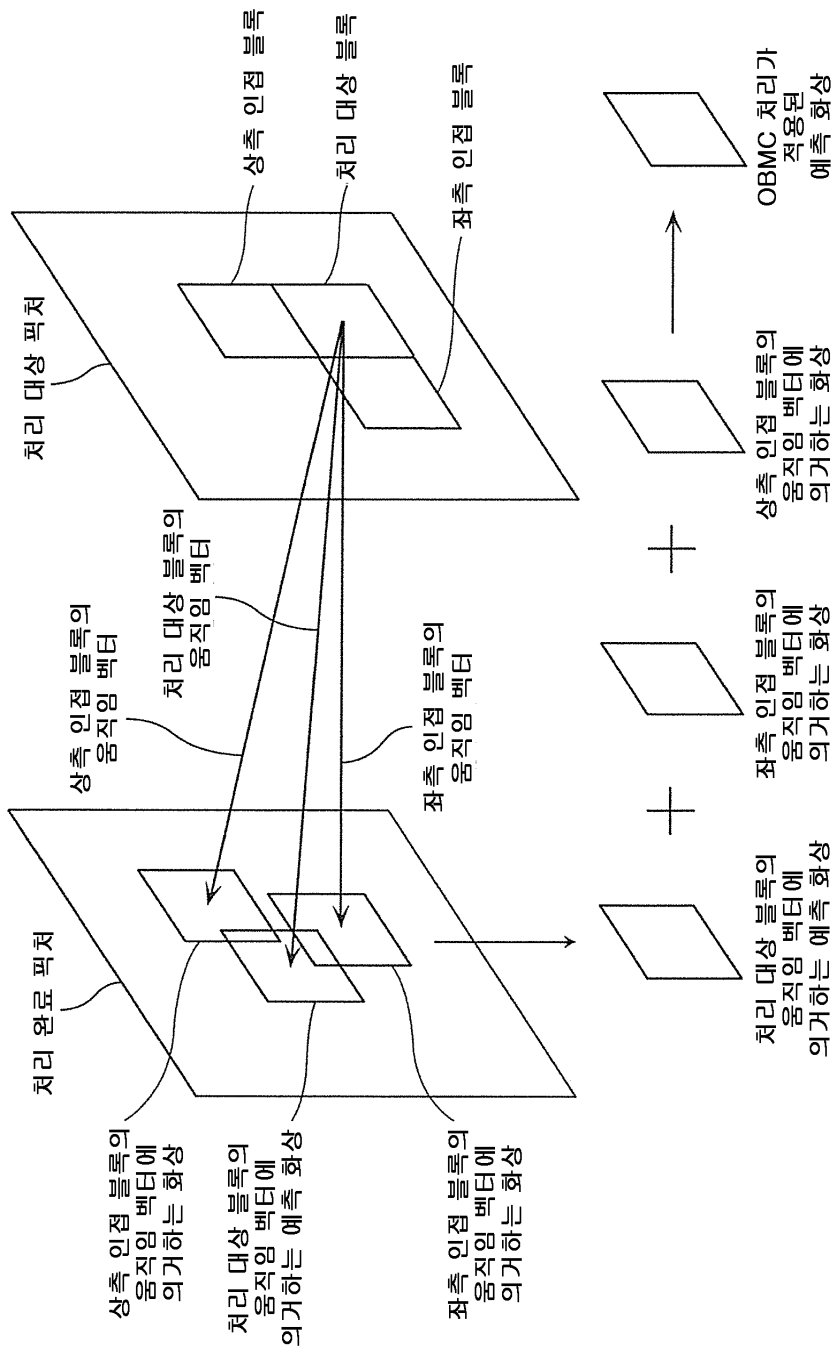 처리 완료 픽처
처리 대상 픽처
상측 인접 블록의
움직임 벡터
처리 대상 블록의
움직임 벡터
좌측 인접 블록의
움직임 벡터
상측 인접 블록
처리 대상 블록
좌측 인접 블록
상측 인접 블록의
움직임 벡터에
의거하는 화상
처리 대상 블록의
움직임 벡터에
의거하는 예측 화상
좌측 인접 블록의
움직임 벡터에
의거하는 화상
처리 대상 블록의
움직임 벡터에
의거하는 예측 화상
+
좌측 인접 블록의
움직임 벡터에
의거하는 화상
+
상측 인접 블록의
움직임 벡터에
의거하는 화상
OBMC 처리가
적용된
예측 화상